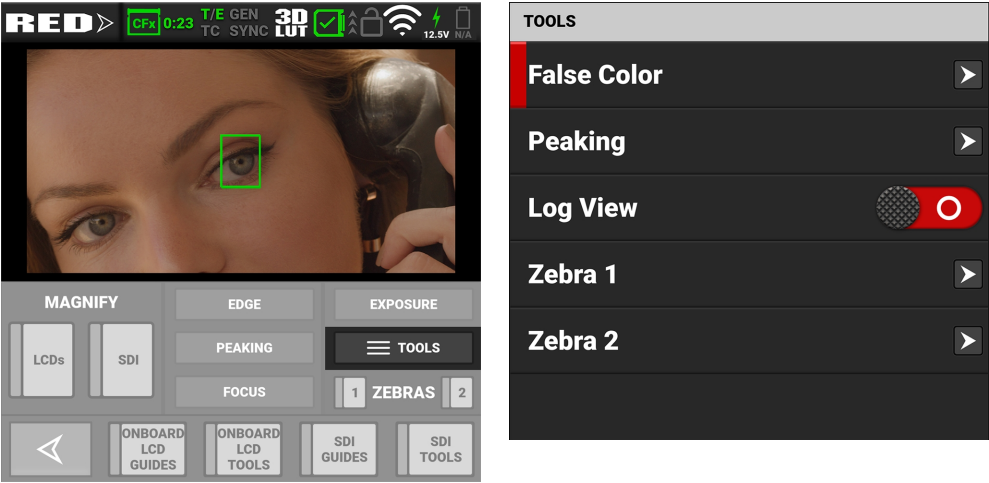 RED
CFx 0:23 T/E GEN 3D
TC SYNC LUT
12.5V N/A
MAGNIFY
LCDs SDI
EDGE EXPOSURE
PEAKING TOOLS
FOCUS 1 ZEBRAS 2
ONBOARD LCD GUIDES
ONBOARD LCD TOOLS
SDI GUIDES
SDI TOOLS
TOOLS
False Color
Peaking
Log View
Zebra 1
Zebra 2